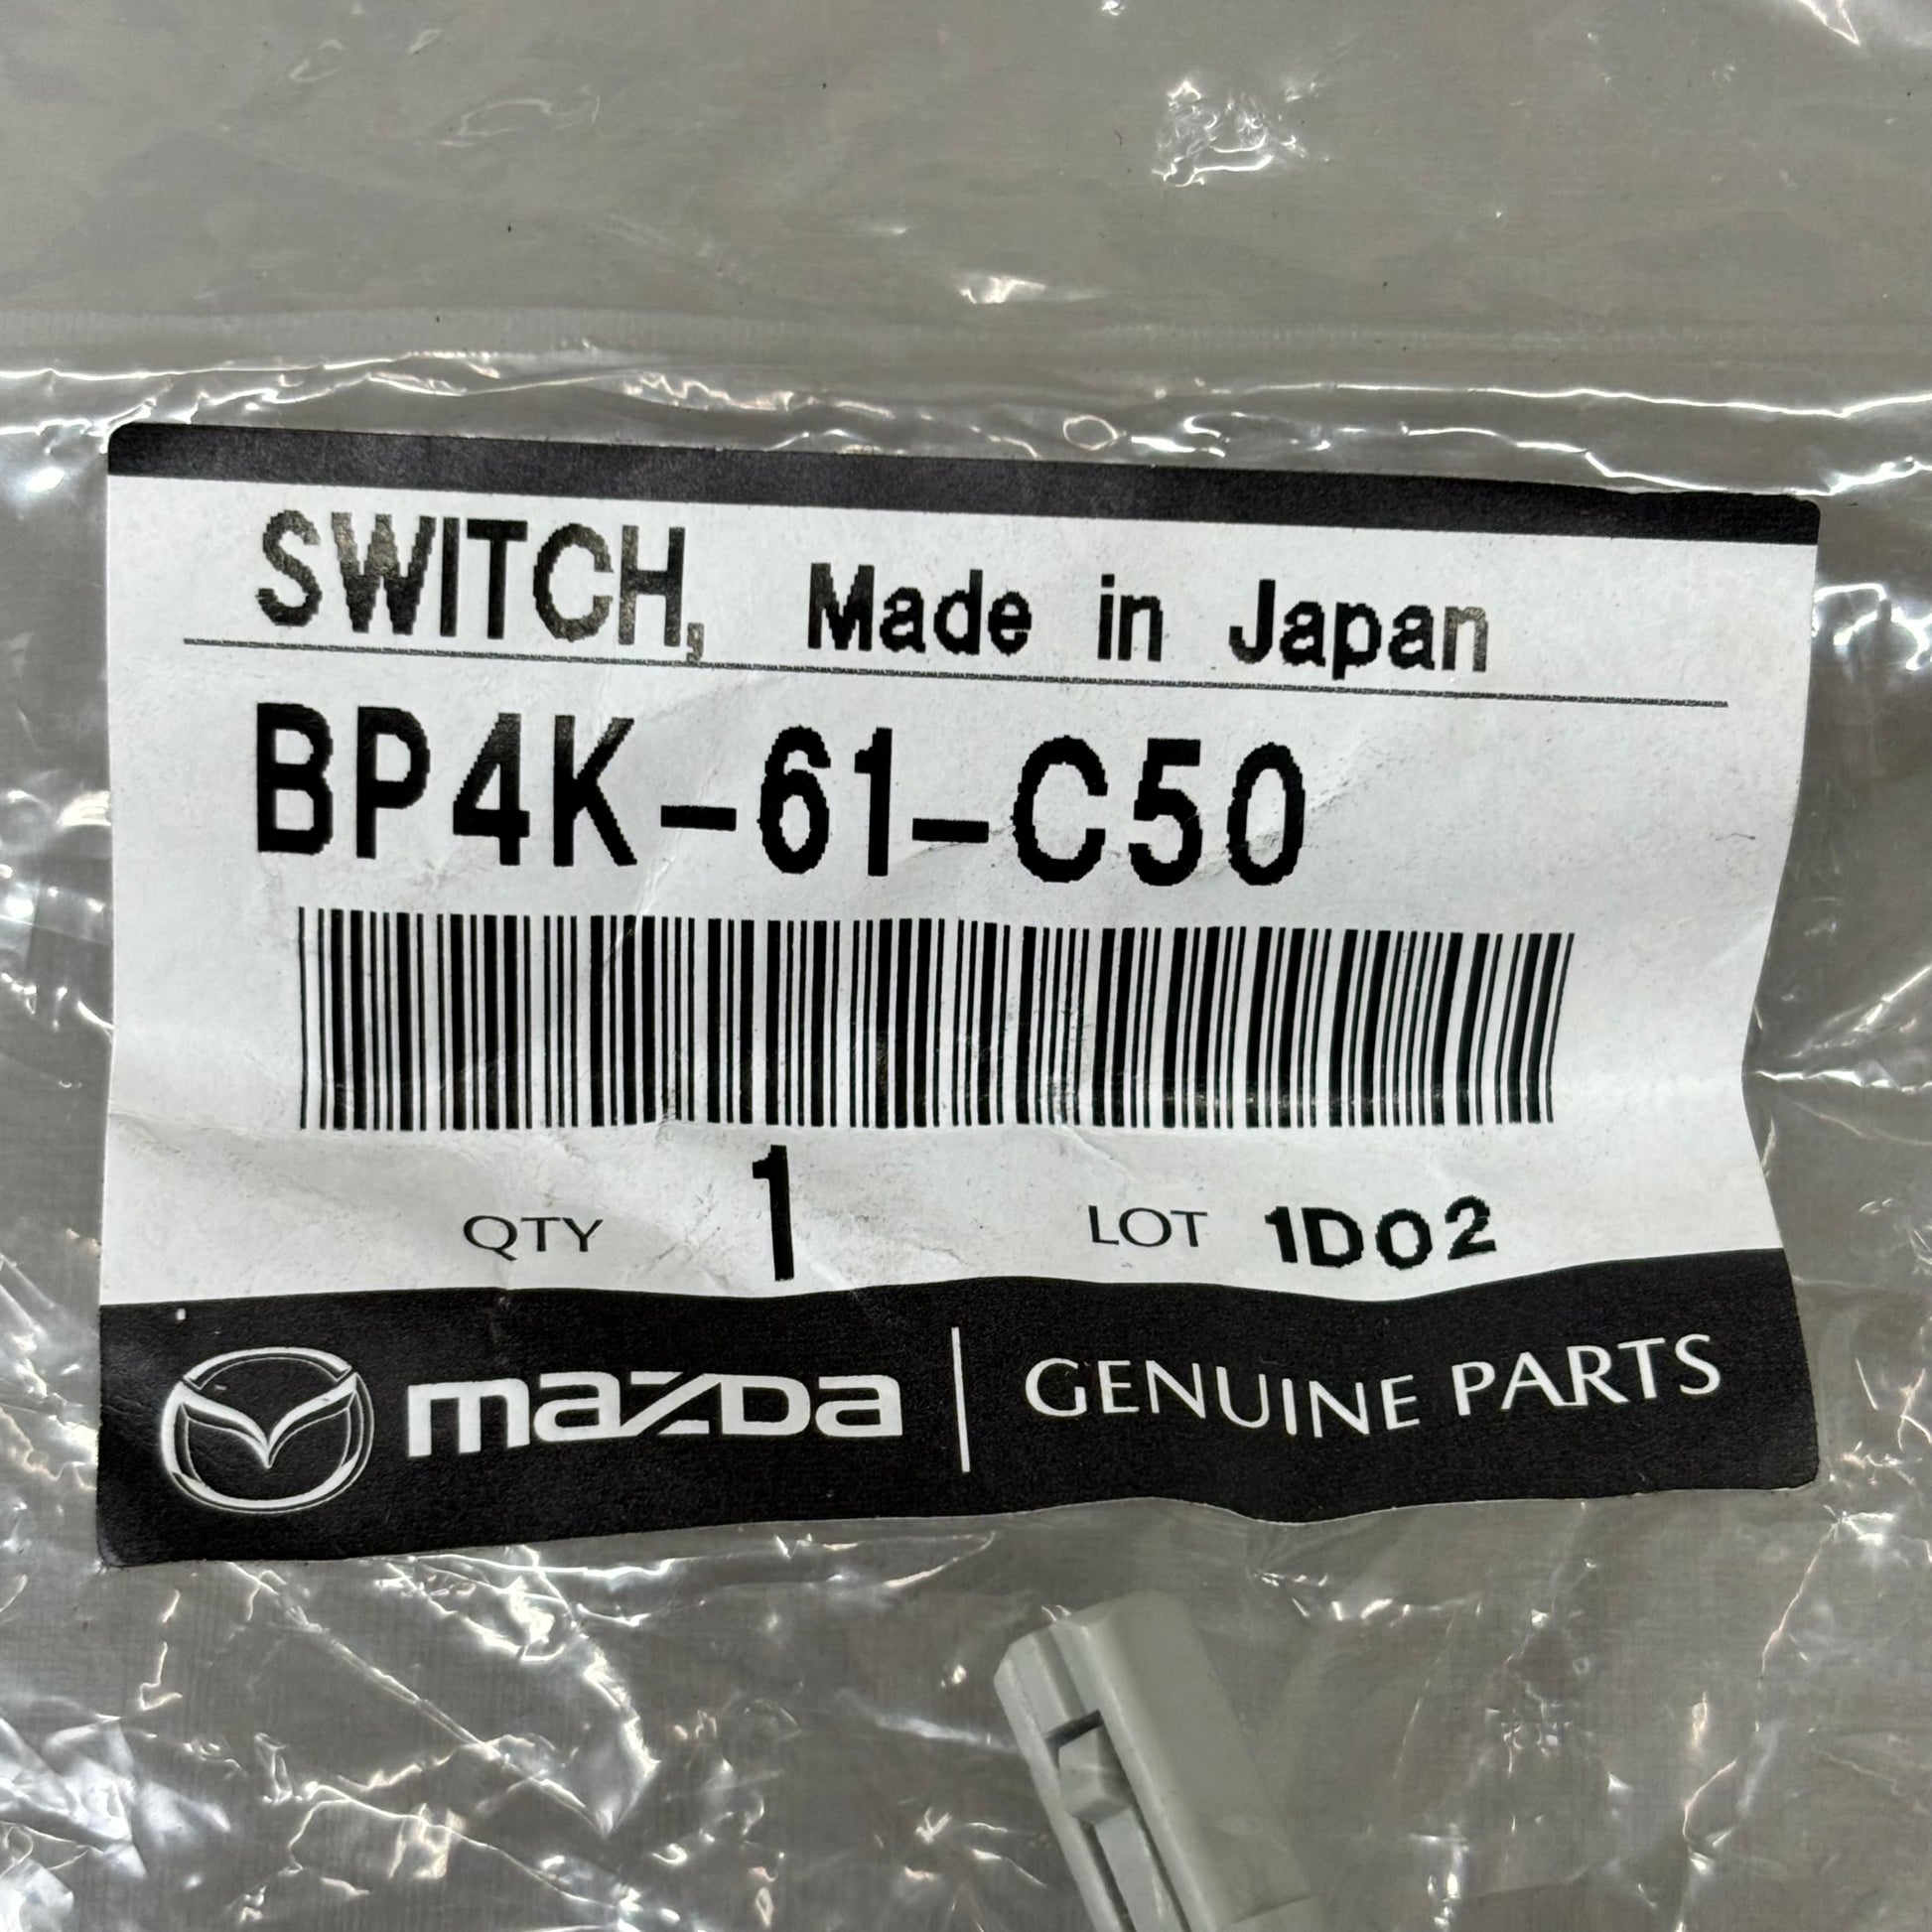 SWITCH, Made in Japan
BP4K-61-C50
QTY 1 LOT 1D02
mazda GENUINE PARTS